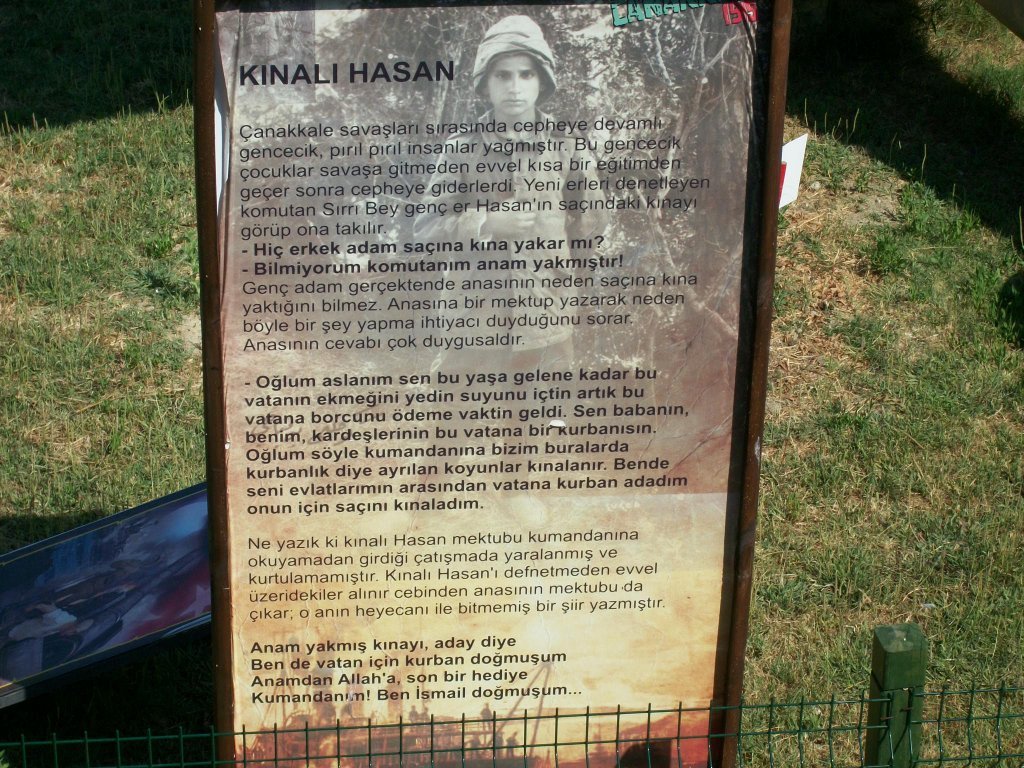 KINALI HASAN
Çanakkale savaşları sırasında cepheye devamlı
gencecik, pırıl pırıl insanlar yağmıştır. Bu gencecik
çocuklar savaşa gitmeden evvel kısa bir eğitimden
geçer sonra cepheye giderlerdi. Yeni erleri denetleyen
komutan Sırrı Bey genç er Hasan'ın saçındaki kınayı
görüp ona takılır.
- Hiç erkek adam saçına kına yakar mı?
- Bilmiyorum komutanım anam yakmıştır!
Genç adam gerçektende anasının neden saçına kına
yaktığını bilmez. Anasına bir mektup yazarak neden
böyle bir şey yapma ihtiyacı duyduğunu sorar.
Anasının cevabı çok duygusaldır.
- Oğlum aslanım sen bu yaşa gelene kadar bu
vatanın ekmeğini yedin suyunu içtin artık bu
vatana borcunu ödeme vaktin geldi. Sen babanın,
benim, kardeşlerinin bu vatana bir kurbanısın.
Oğlum söyle kumandanına bizim buralarda
kurbanlık diye ayrılan koyunlar kınalanır. Bende
seni evlatlarımın arasından vatana kurban adadım
onun için saçını kınaladım.
Ne yazık ki kınalı Hasan mektubu kumandanına
okuyamadan girdiği çatışmada yaralanmış ve
kurtulamamıştır. Kınalı Hasan'ı defnetmeden evvel
üzeridekiler alınır cebinden anasının mektubu da
çıkar; o anın heyecanı ile bitmemiş bir şiir yazmıştır.
Anam yakmış kınayı, aday diye
Ben de vatan için kurban doğmuşum
Anamdan Allah'a, son bir hediye
Kumandanım! Ben İsmail doğmuşum...